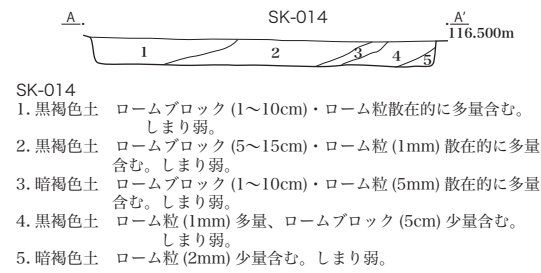 A SK-014 A′
116.500m
1 2 3 4 5
SK-014
1. 黒褐色土 ロームブロック (1〜10cm)・ローム粒散在的に多量含む。
しまり弱。
2. 黒褐色土 ロームブロック (5〜15cm)・ローム粒 (1mm) 散在的に多量
含む。しまり弱。
3. 暗褐色土 ロームブロック (1〜10cm)・ローム粒 (5mm) 散在的に多量
含む。しまり弱。
4. 黒褐色土 ローム粒 (1mm) 多量、ロームブロック (5cm) 少量含む。
しまり弱。
5. 暗褐色土 ローム粒 (2mm) 少量含む。しまり弱。